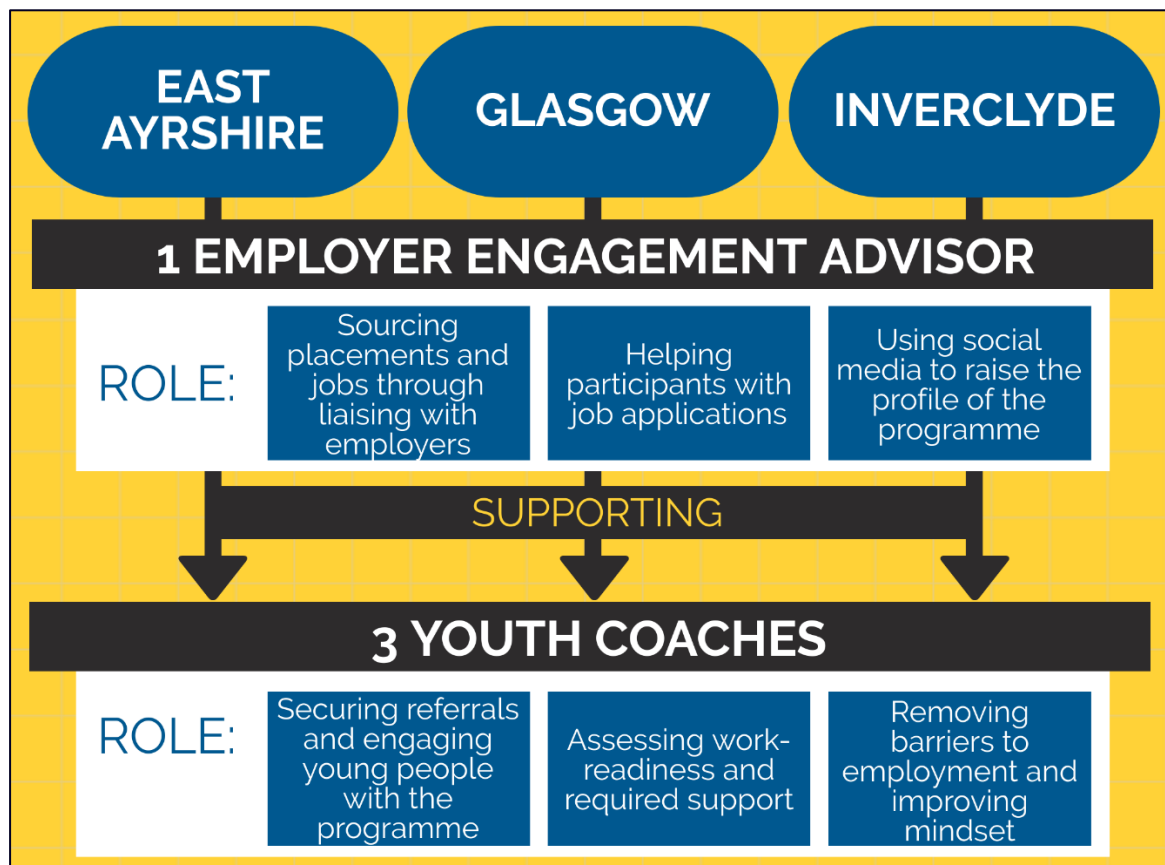 EAST
AYRSHIRE
GLASGOW
INVERCLYDE
1 EMPLOYER ENGAGEMENT ADVISOR
ROLE:
Sourcing
placements and
jobs through
liaising with
employers
Helping
participants with
job applications
Using social
media to raise the
profile of the
programme
SUPPORTING
3 YOUTH COACHES
ROLE:
Securing referrals
and engaging
young people
with the
programme
Assessing work-
readiness and
required support
Removing
barriers to
employment and
improving
mindset